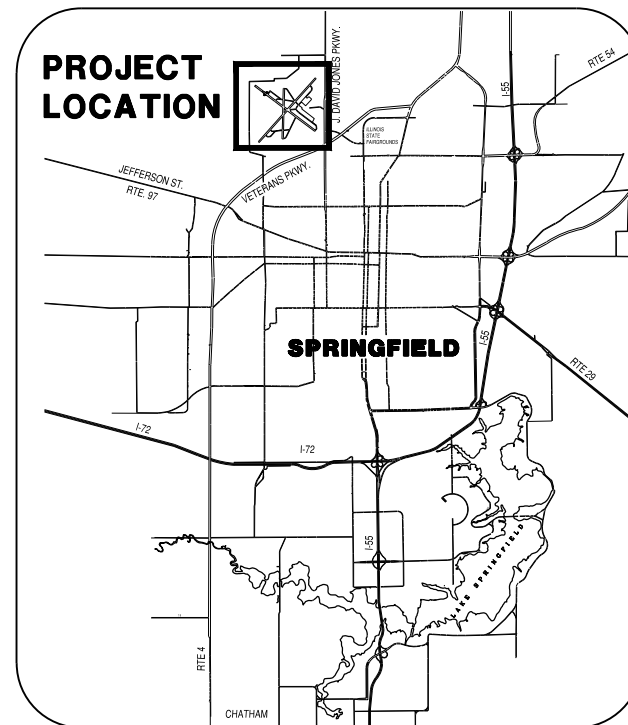 PROJECT
LOCATION
J. DAVID JONES PKWY.
I-55
RTE 54
ILLINOIS
STATE
FAIRGROUNDS
JEFFERSON ST.
RTE. 97
VETERANS PKWY.
SPRINGFIELD
I-55
RTE 29
I-72
I-72
I-55
LAKE SPRINGFIELD
RTE 4
CHATHAM